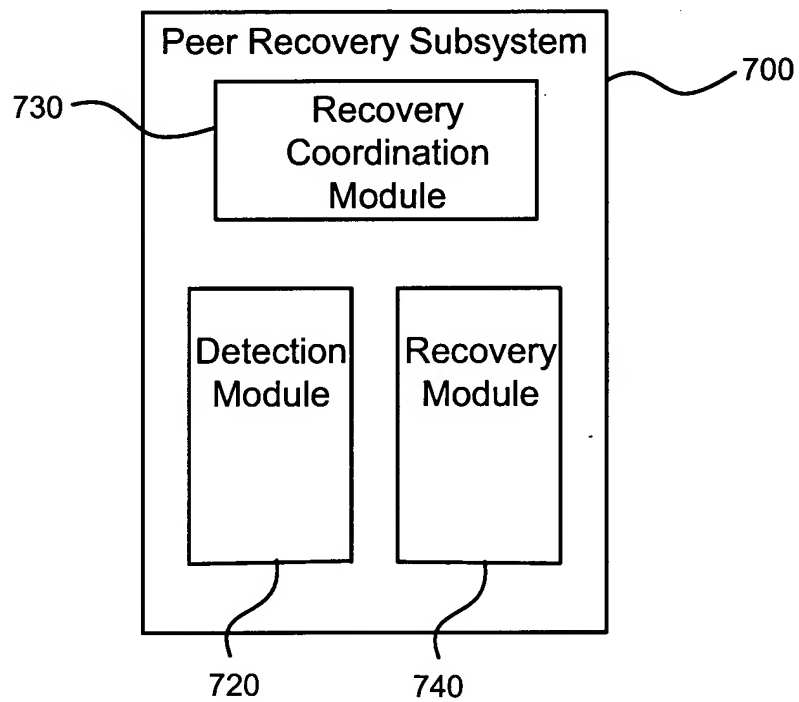 Peer Recovery Subsystem
700
730
Recovery
Coordination
Module
Detection
Module
Recovery
Module
720
740